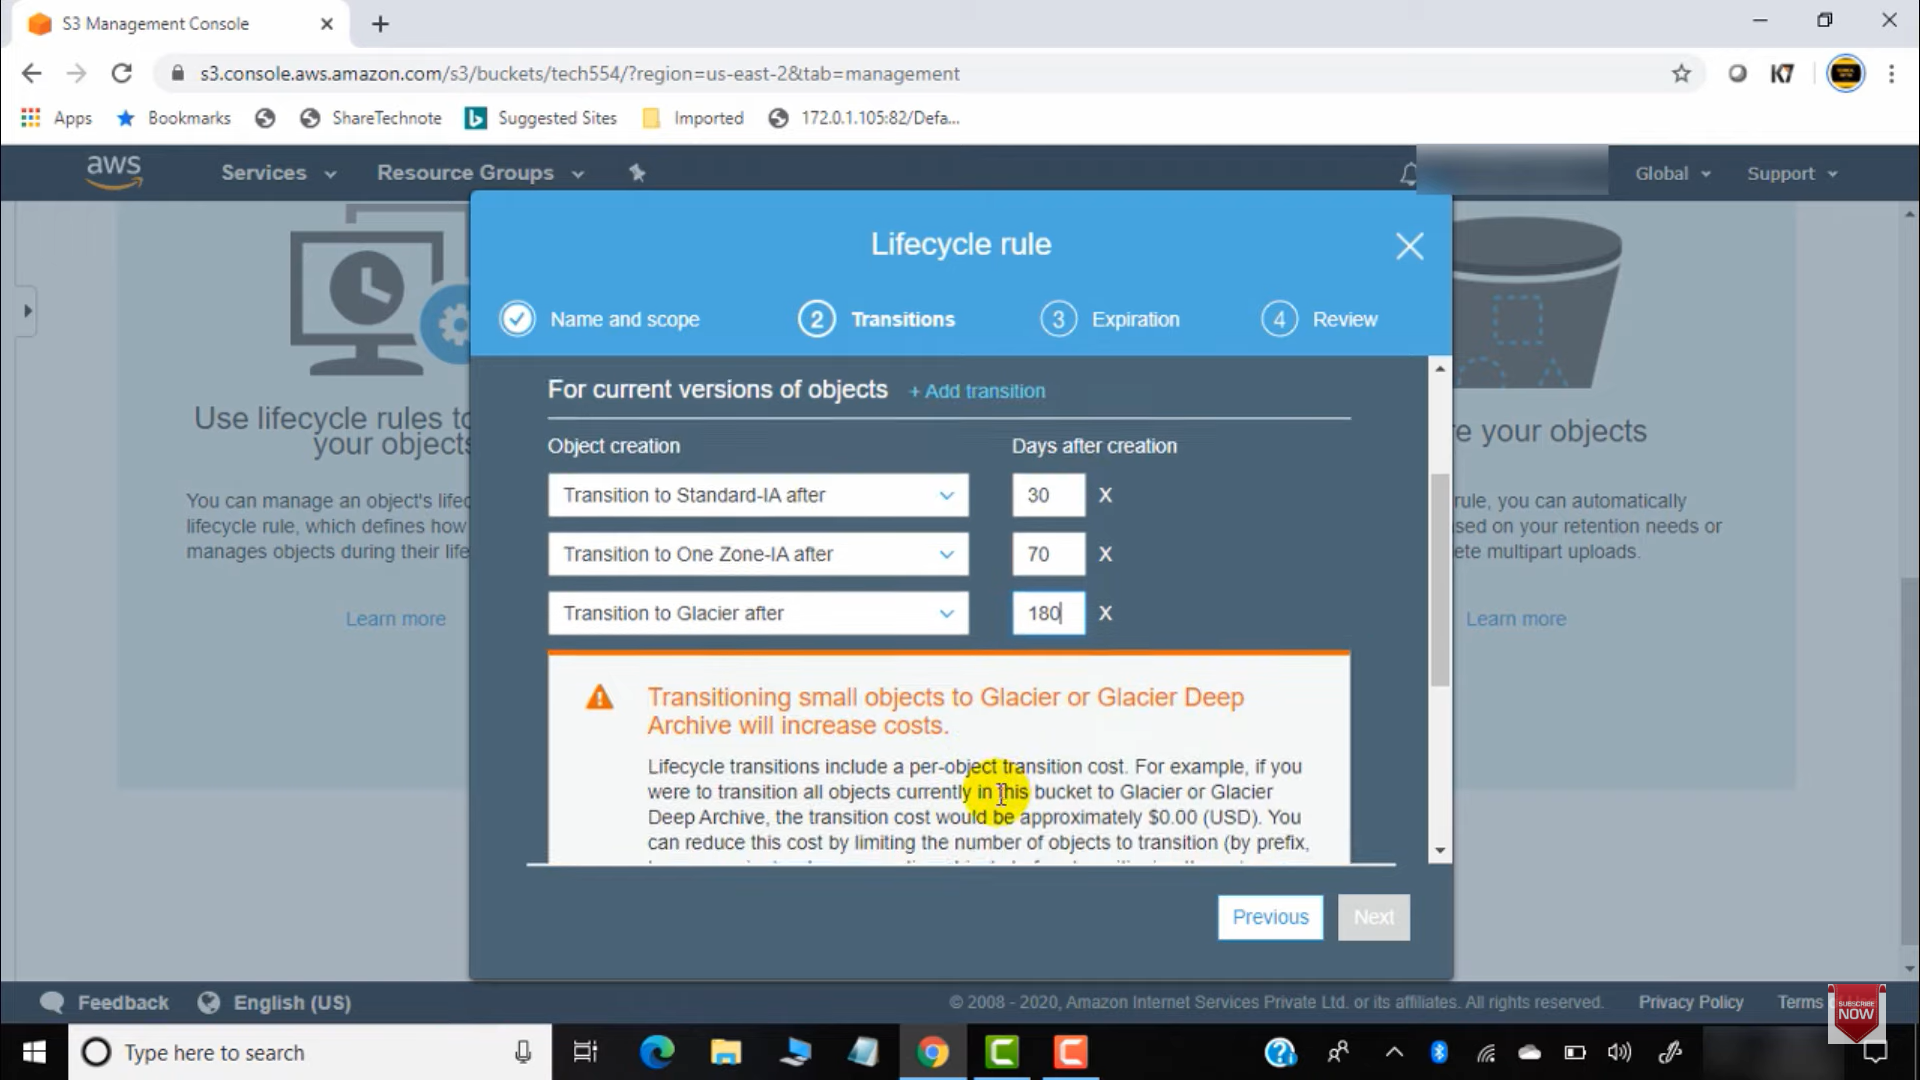 S3 Management Console
s3.console.aws.amazon.com/s3/buckets/tech554/?region=us-east-2&tab=management
K7
Apps
Bookmarks
ShareTechnote
Suggested Sites
Imported
172.0.1.105:82/Defa...
aws
Services
Resource Groups
Global
Support
Lifecycle rule
Name and scope
2 Transitions
3 Expiration
4 Review
Use lifecycle rules to
your objects
You can manage an object's life
lifecycle rule, which defines how
manages objects during their life
Learn more
For current versions of objects
+ Add transition
Object creation
Days after creation
Transition to Standard-IA after
30 X
Transition to One Zone-IA after
70 X
Transition to Glacier after
180 X
Transitioning small objects to Glacier or Glacier Deep
Archive will increase costs.
Lifecycle transitions include a per-object transition cost. For example, if you
were to transition all objects currently in this bucket to Glacier or Glacier
Deep Archive, the transition cost would be approximately $0.00 (USD). You
can reduce this cost by limiting the number of objects to transition (by prefix,
Previous
Next
e your objects
rule, you can automatically
sed on your retention needs or
ete multipart uploads.
Learn more
Feedback
English (US)
© 2008 - 2020, Amazon Internet Services Private Ltd. or its affiliates. All rights reserved.
Privacy Policy
Terms
SUBSCRIBE
NOW
Type here to search